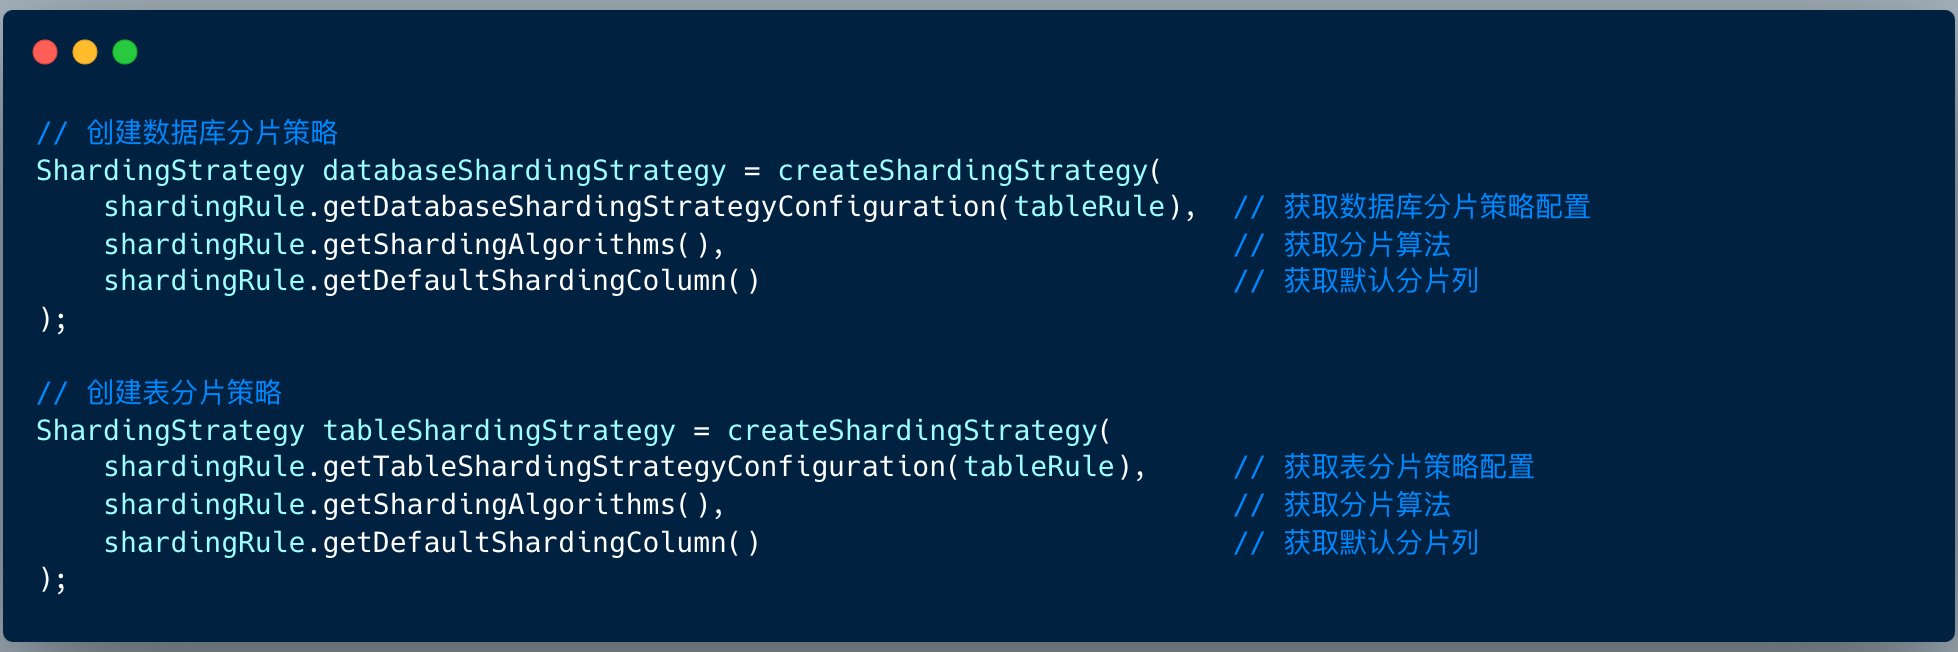 // 创建数据库分片策略
ShardingStrategy databaseShardingStrategy = createShardingStrategy(
    shardingRule.getDatabaseShardingStrategyConfiguration(tableRule),  // 获取数据库分片策略配置
    shardingRule.getShardingAlgorithms(),                              // 获取分片算法
    shardingRule.getDefaultShardingColumn()                            // 获取默认分片列
);

// 创建表分片策略
ShardingStrategy tableShardingStrategy = createShardingStrategy(
    shardingRule.getTableShardingStrategyConfiguration(tableRule),     // 获取表分片策略配置
    shardingRule.getShardingAlgorithms(),                              // 获取分片算法
    shardingRule.getDefaultShardingColumn()                            // 获取默认分片列
);